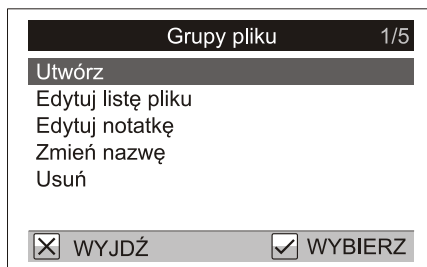 Grupy pliku 1/5
Utwórz
Edytuj listę pliku
Edytuj notatkę
Zmień nazwę
Usuń
WYJDŹ WYBIERZ